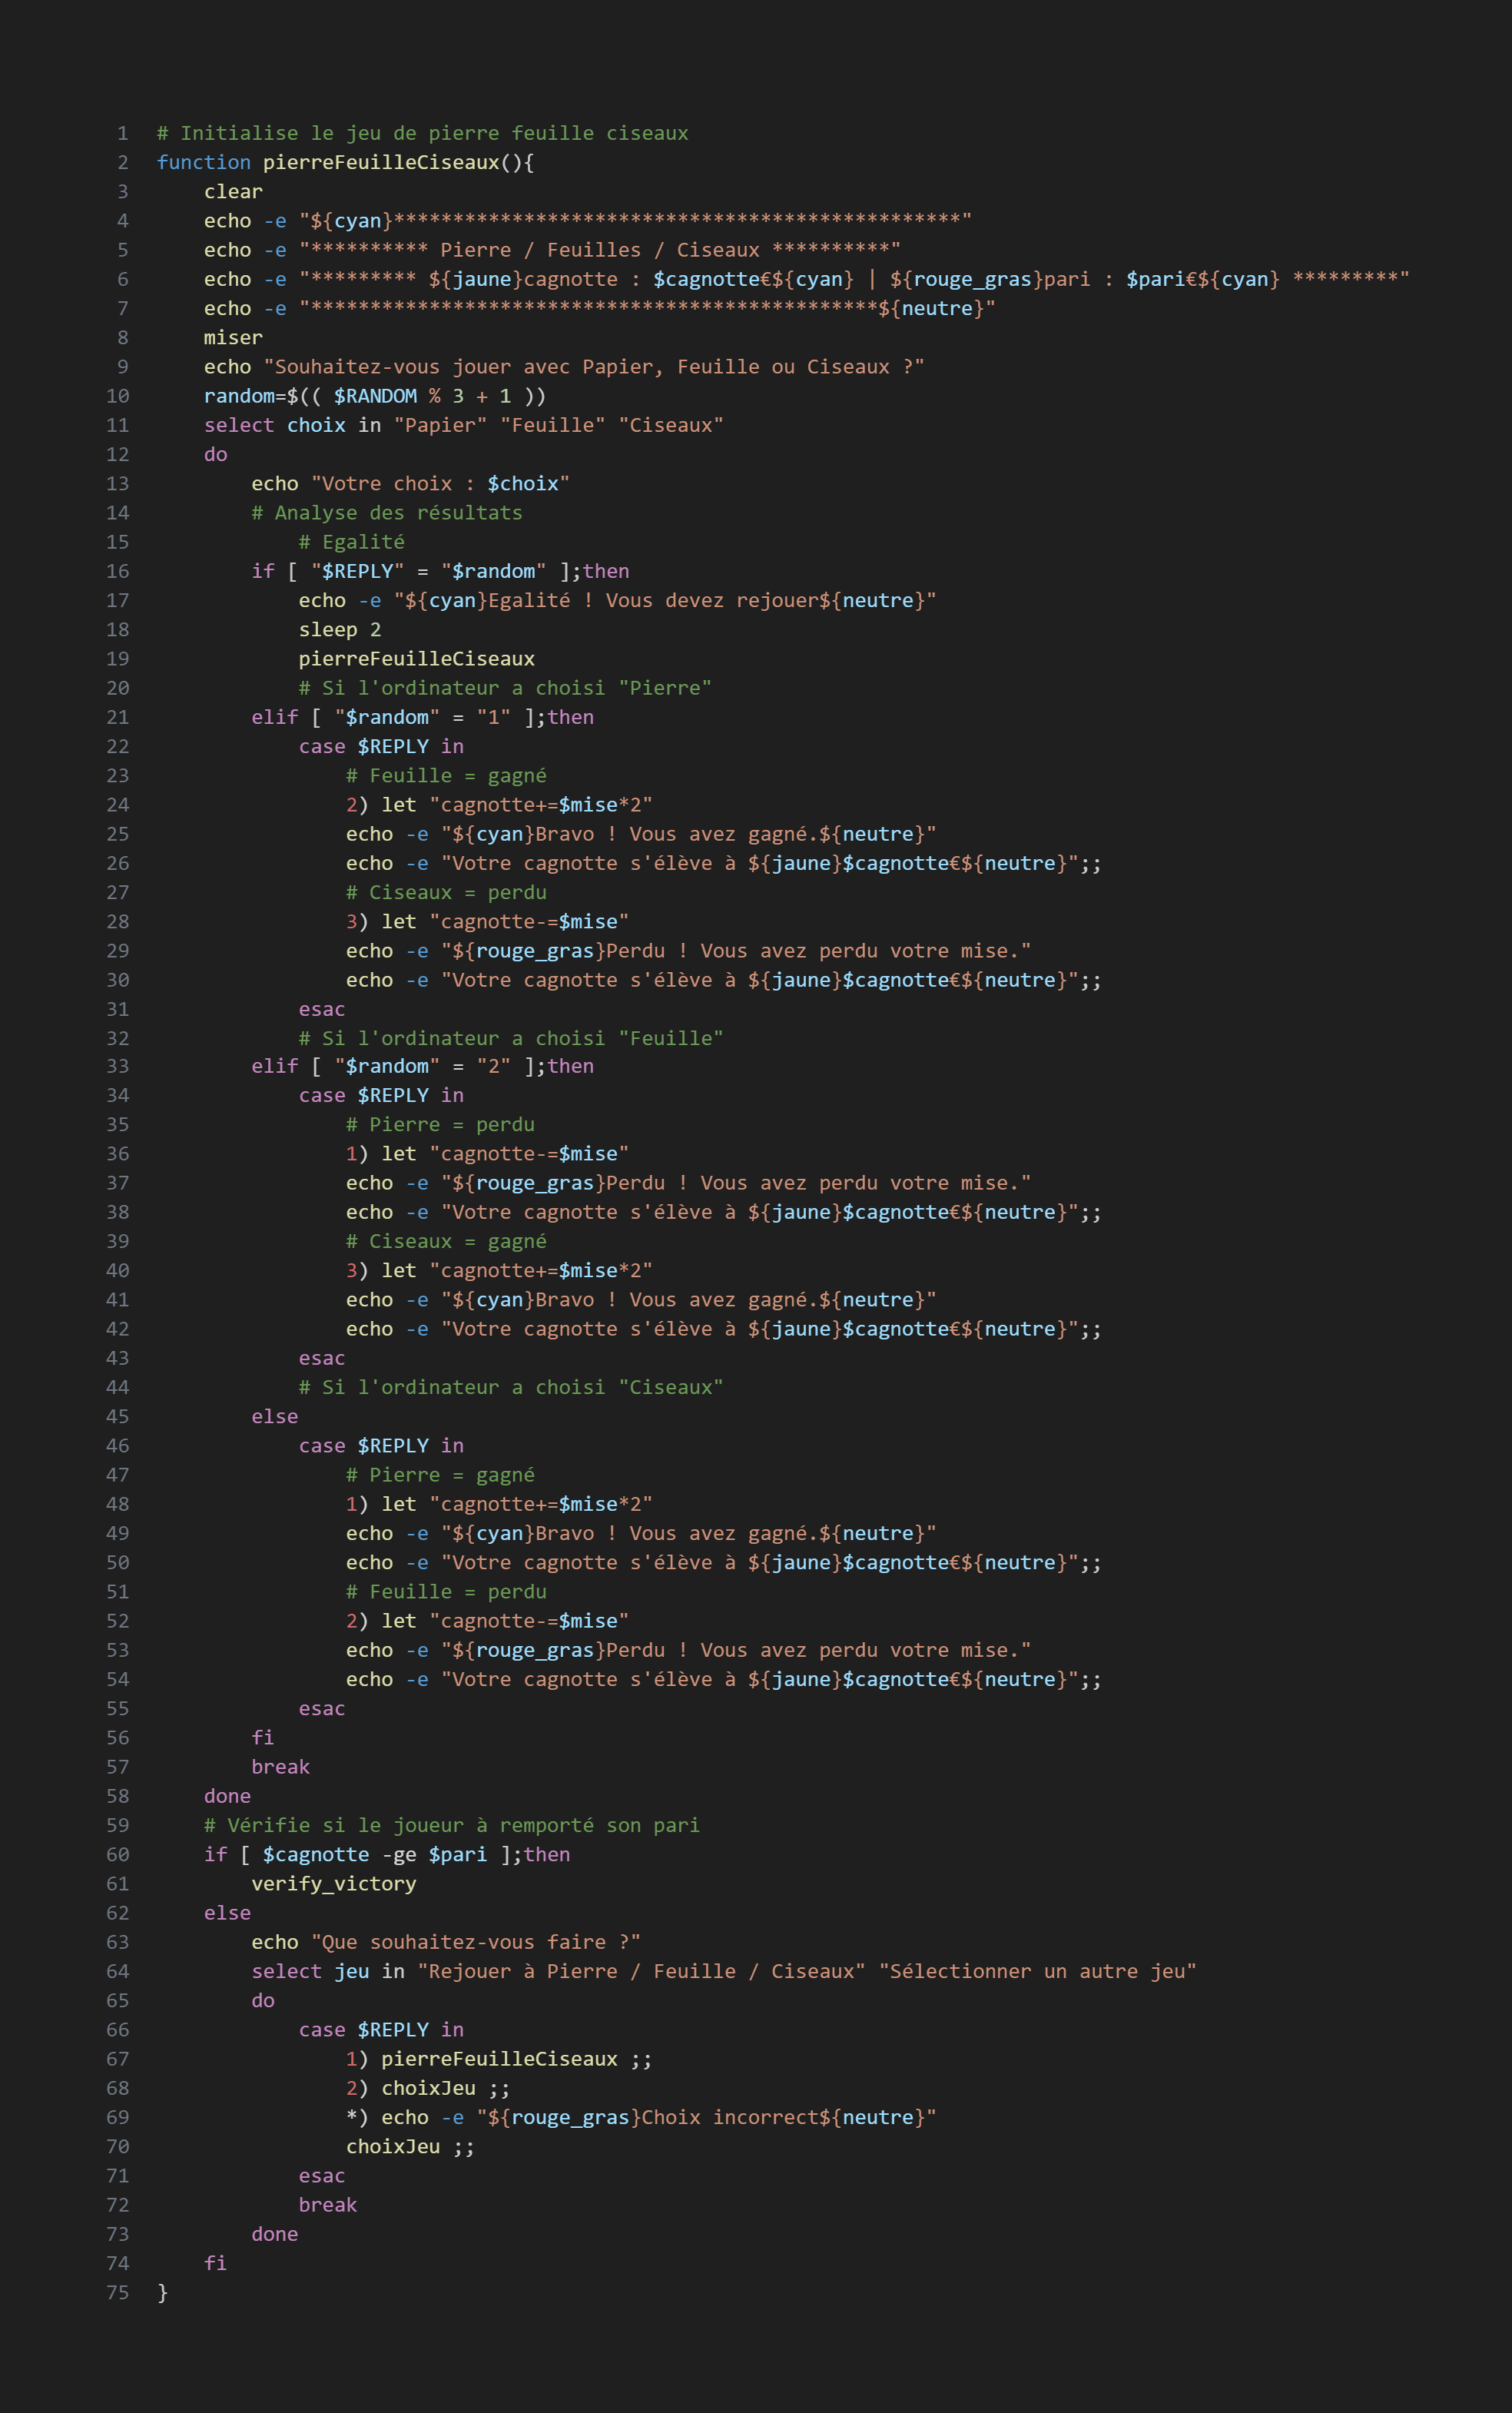 1 # Initialise le jeu de pierre feuille ciseaux
2 function pierreFeuilleCiseaux(){
3     clear
4     echo -e "${cyan}************************************************"
5     echo -e "********** Pierre / Feuilles / Ciseaux **********"
6     echo -e "********* ${jaune}cagnotte : $cagnotte€${cyan} | ${rouge_gras}pari : $pari€${cyan} *********"
7     echo -e "************************************************${neutre}"
8     miser
9     echo "Souhaitez-vous jouer avec Papier, Feuille ou Ciseaux ?"
10     random=$(( $RANDOM % 3 + 1 ))
11     select choix in "Papier" "Feuille" "Ciseaux"
12     do
13         echo "Votre choix : $choix"
14         # Analyse des résultats
15             # Egalité
16         if [ "$REPLY" = "$random" ];then
17             echo -e "${cyan}Egalité ! Vous devez rejouer${neutre}"
18             sleep 2
19             pierreFeuilleCiseaux
20             # Si l'ordinateur a choisi "Pierre"
21         elif [ "$random" = "1" ];then
22             case $REPLY in
23                 # Feuille = gagné
24                 2) let "cagnotte+=$mise*2"
25                 echo -e "${cyan}Bravo ! Vous avez gagné.${neutre}"
26                 echo -e "Votre cagnotte s'élève à ${jaune}$cagnotte€${neutre}";;
27                 # Ciseaux = perdu
28                 3) let "cagnotte-=$mise"
29                 echo -e "${rouge_gras}Perdu ! Vous avez perdu votre mise."
30                 echo -e "Votre cagnotte s'élève à ${jaune}$cagnotte€${neutre}";;
31             esac
32             # Si l'ordinateur a choisi "Feuille"
33         elif [ "$random" = "2" ];then
34             case $REPLY in
35                 # Pierre = perdu
36                 1) let "cagnotte-=$mise"
37                 echo -e "${rouge_gras}Perdu ! Vous avez perdu votre mise."
38                 echo -e "Votre cagnotte s'élève à ${jaune}$cagnotte€${neutre}";;
39                 # Ciseaux = gagné
40                 3) let "cagnotte+=$mise*2"
41                 echo -e "${cyan}Bravo ! Vous avez gagné.${neutre}"
42                 echo -e "Votre cagnotte s'élève à ${jaune}$cagnotte€${neutre}";;
43             esac
44             # Si l'ordinateur a choisi "Ciseaux"
45         else
46             case $REPLY in
47                 # Pierre = gagné
48                 1) let "cagnotte+=$mise*2"
49                 echo -e "${cyan}Bravo ! Vous avez gagné.${neutre}"
50                 echo -e "Votre cagnotte s'élève à ${jaune}$cagnotte€${neutre}";;
51                 # Feuille = perdu
52                 2) let "cagnotte-=$mise"
53                 echo -e "${rouge_gras}Perdu ! Vous avez perdu votre mise."
54                 echo -e "Votre cagnotte s'élève à ${jaune}$cagnotte€${neutre}";;
55             esac
56         fi
57         break
58     done
59     # Vérifie si le joueur à remporté son pari
60     if [ $cagnotte -ge $pari ];then
61         verify_victory
62     else
63         echo "Que souhaitez-vous faire ?"
64         select jeu in "Rejouer à Pierre / Feuille / Ciseaux" "Sélectionner un autre jeu"
65         do
66             case $REPLY in
67                 1) pierreFeuilleCiseaux ;;
68                 2) choixJeu ;;
69                 *) echo -e "${rouge_gras}Choix incorrect${neutre}"
70                 choixJeu ;;
71             esac
72             break
73         done
74     fi
75 }